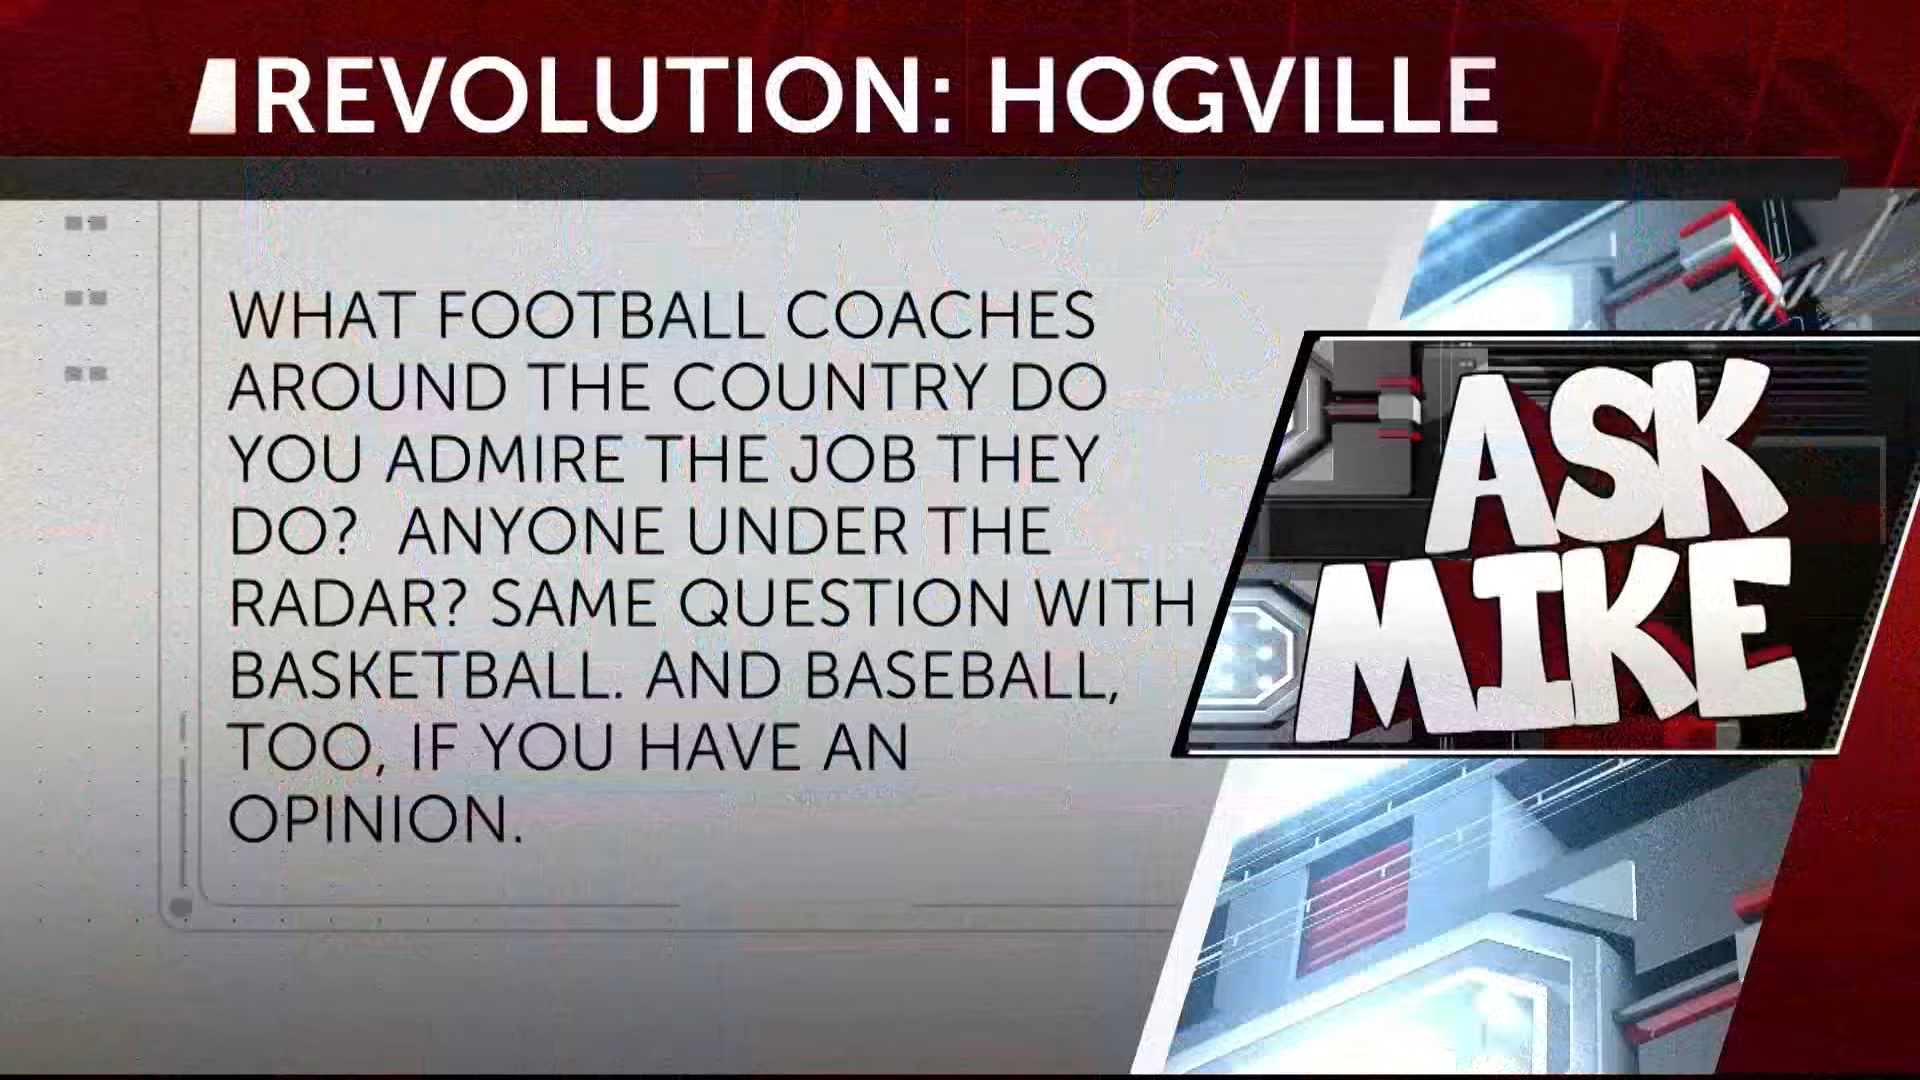 REVOLUTION: HOGVILLE
WHAT FOOTBALL COACHES
AROUND THE COUNTRY DO
YOU ADMIRE THE JOB THEY
DO?  ANYONE UNDER THE
RADAR? SAME QUESTION WITH
BASKETBALL. AND BASEBALL,
TOO, IF YOU HAVE AN
OPINION.
ASK
MIKE